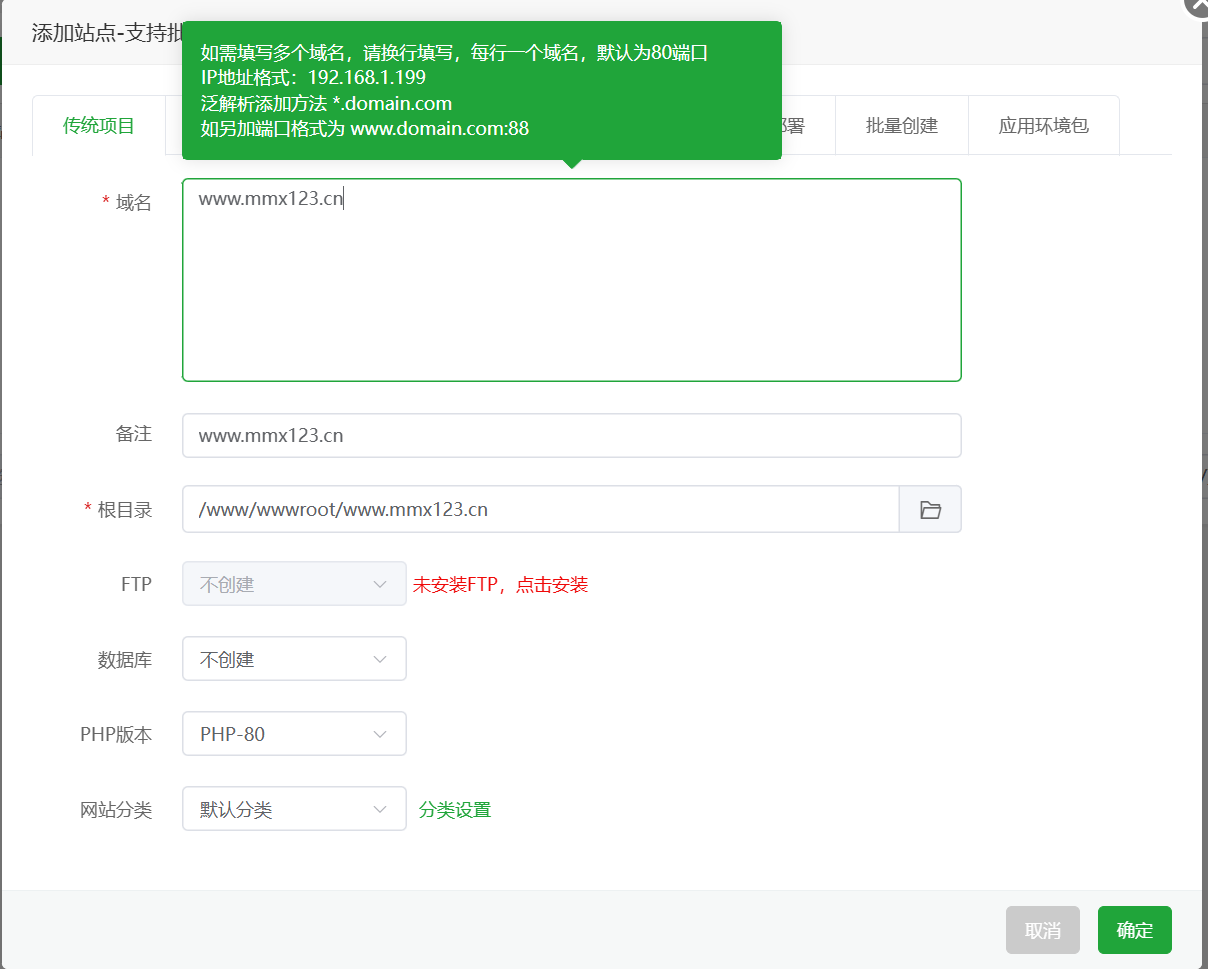 添加站点-支持批
如需填写多个域名，请换行填写，每行一个域名，默认为80端口
IP地址格式：192.168.1.199
泛解析添加方法 *.domain.com
如另加端口格式为 www.domain.com:88
传统项目
批量创建
应用环境包
* 域名
www.mmx123.cn
备注
www.mmx123.cn
* 根目录
/www/wwwroot/www.mmx123.cn
FTP
不创建
未安装FTP，点击安装
数据库
不创建
PHP版本
PHP-80
网站分类
默认分类
分类设置
取消
确定